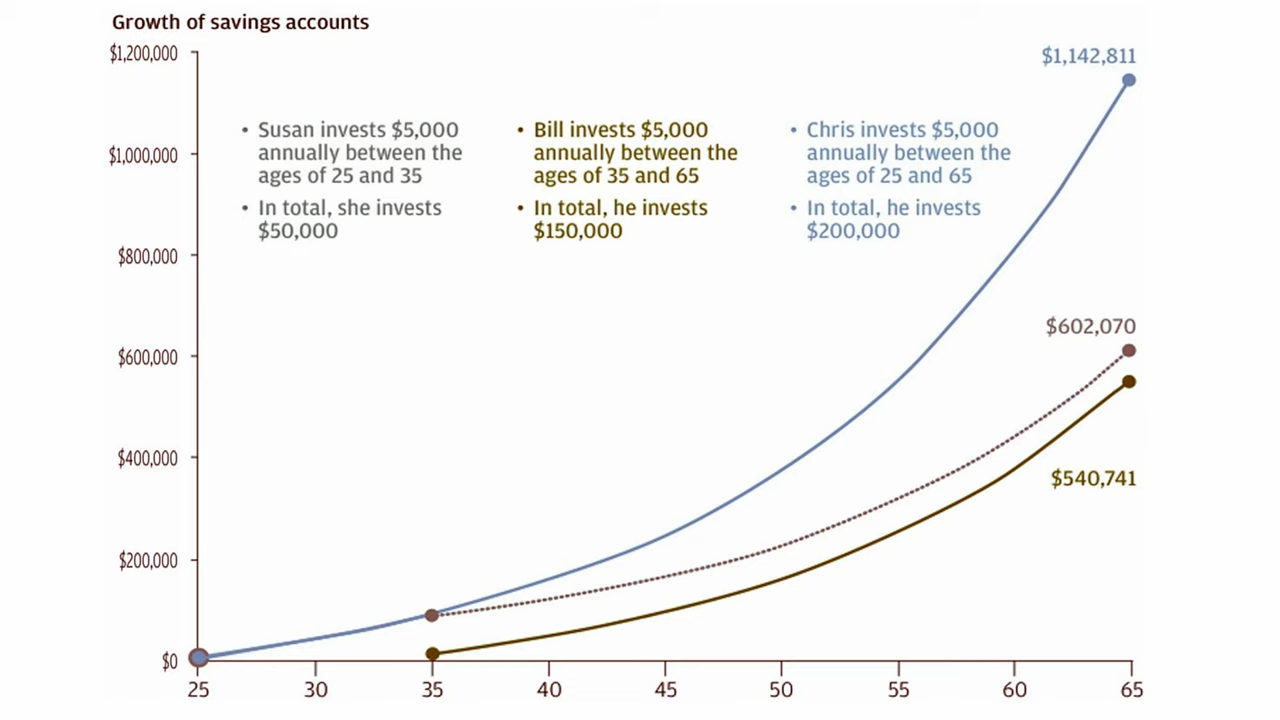 Growth of savings accounts
$1,200,000
$1,142,811
• Susan invests $5,000
annually between the
ages of 25 and 35
• In total, she invests
$50,000
• Bill invests $5,000
annually between the
ages of 35 and 65
• In total, he invests
$150,000
• Chris invests $5,000
annually between the
ages of 25 and 65
• In total, he invests
$200,000
$1,000,000
$800,000
$602,070
$600,000
$400,000
$540,741
$200,000
$0
25 30 35 40 45 50 55 60 65